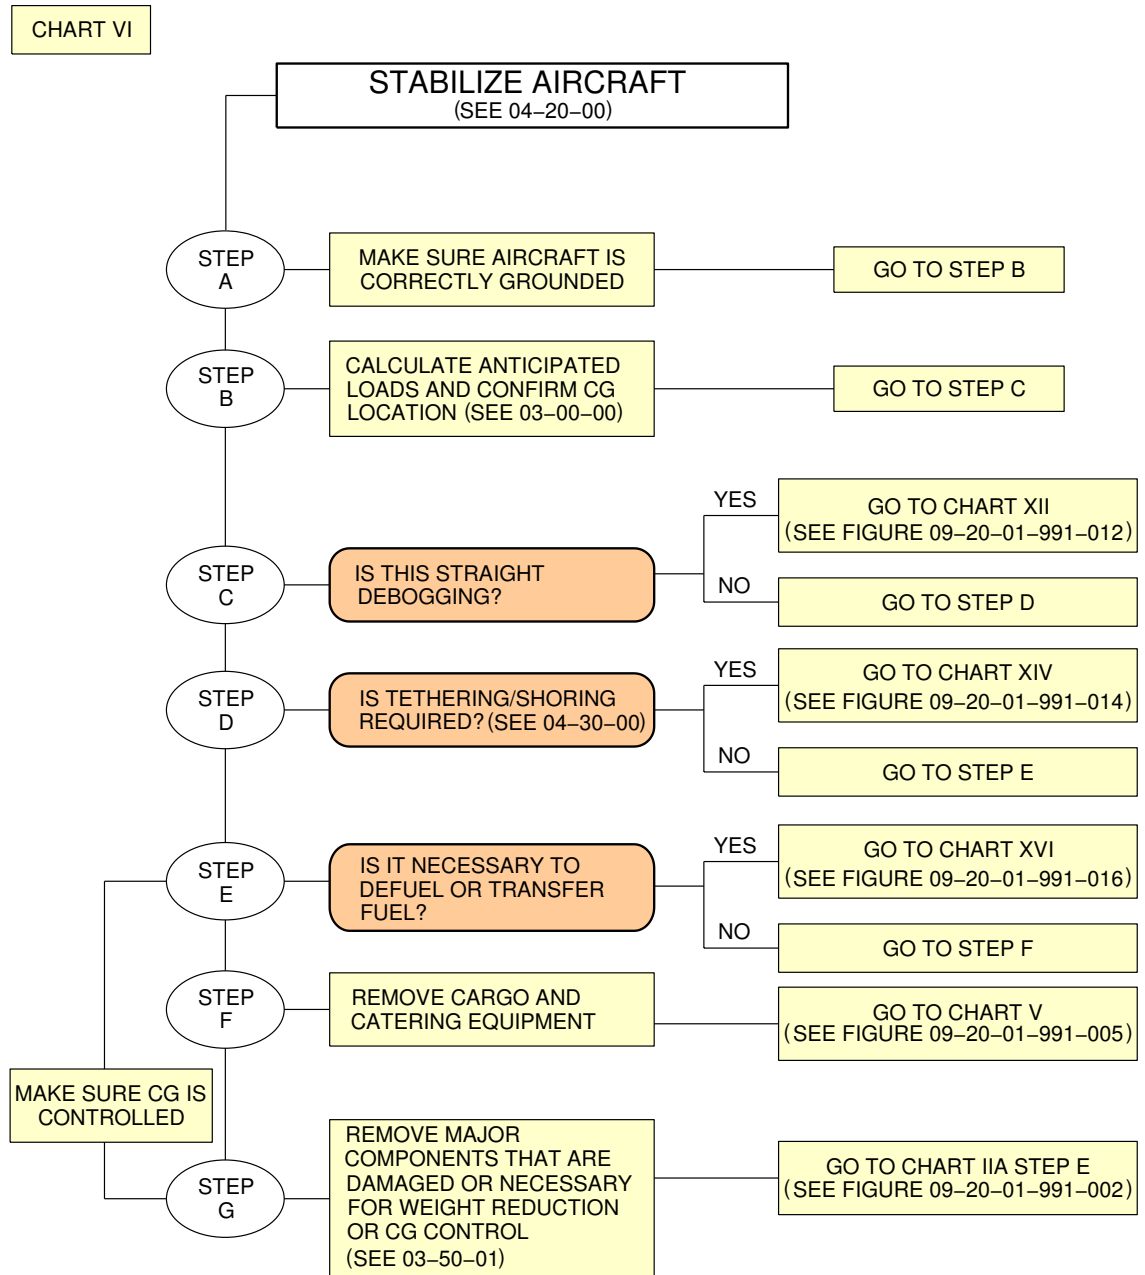 CHART VI
STABILIZE AIRCRAFT
(SEE 04–20–00)
STEP
A
MAKE SURE AIRCRAFT IS
CORRECTLY GROUNDED
GO TO STEP B
STEP
B
CALCULATE ANTICIPATED
LOADS AND CONFIRM CG
LOCATION (SEE 03–00–00)
GO TO STEP C
STEP
C
IS THIS STRAIGHT
DEBOGGING?
YES
GO TO CHART XII
(SEE FIGURE 09–20–01–991–012)
NO
GO TO STEP D
STEP
D
IS TETHERING/SHORING
REQUIRED? (SEE 04–30–00)
YES
GO TO CHART XIV
(SEE FIGURE 09–20–01–991–014)
NO
GO TO STEP E
STEP
E
IS IT NECESSARY TO
DEFUEL OR TRANSFER
FUEL?
YES
GO TO CHART XVI
(SEE FIGURE 09–20–01–991–016)
NO
GO TO STEP F
STEP
F
REMOVE CARGO AND
CATERING EQUIPMENT
GO TO CHART V
(SEE FIGURE 09–20–01–991–005)
MAKE SURE CG IS
CONTROLLED
STEP
G
REMOVE MAJOR
COMPONENTS THAT ARE
DAMAGED OR NECESSARY
FOR WEIGHT REDUCTION
OR CG CONTROL
(SEE 03–50–01)
GO TO CHART IIA STEP E
(SEE FIGURE 09–20–01–991–002)